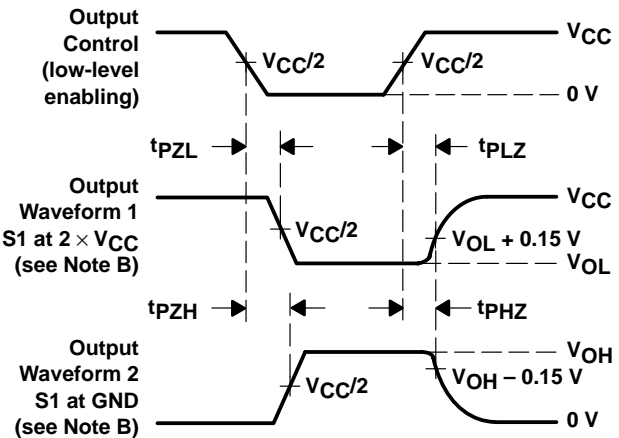 Output
Control
(low-level
enabling)
VCC
VCC/2
VCC/2
0 V
tPZL
tPLZ
Output
Waveform 1
S1 at 2 × VCC
(see Note B)
VCC
VCC/2
VOL + 0.15 V
VOL
tPZH
tPHZ
Output
Waveform 2
S1 at GND
(see Note B)
VOH
VCC/2
VOH − 0.15 V
0 V